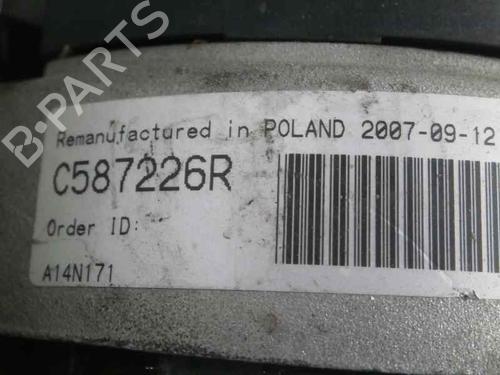 Remanufactured in POLAND 2007-09-12
C587226R
Order ID:
A14N171
B-PARTS